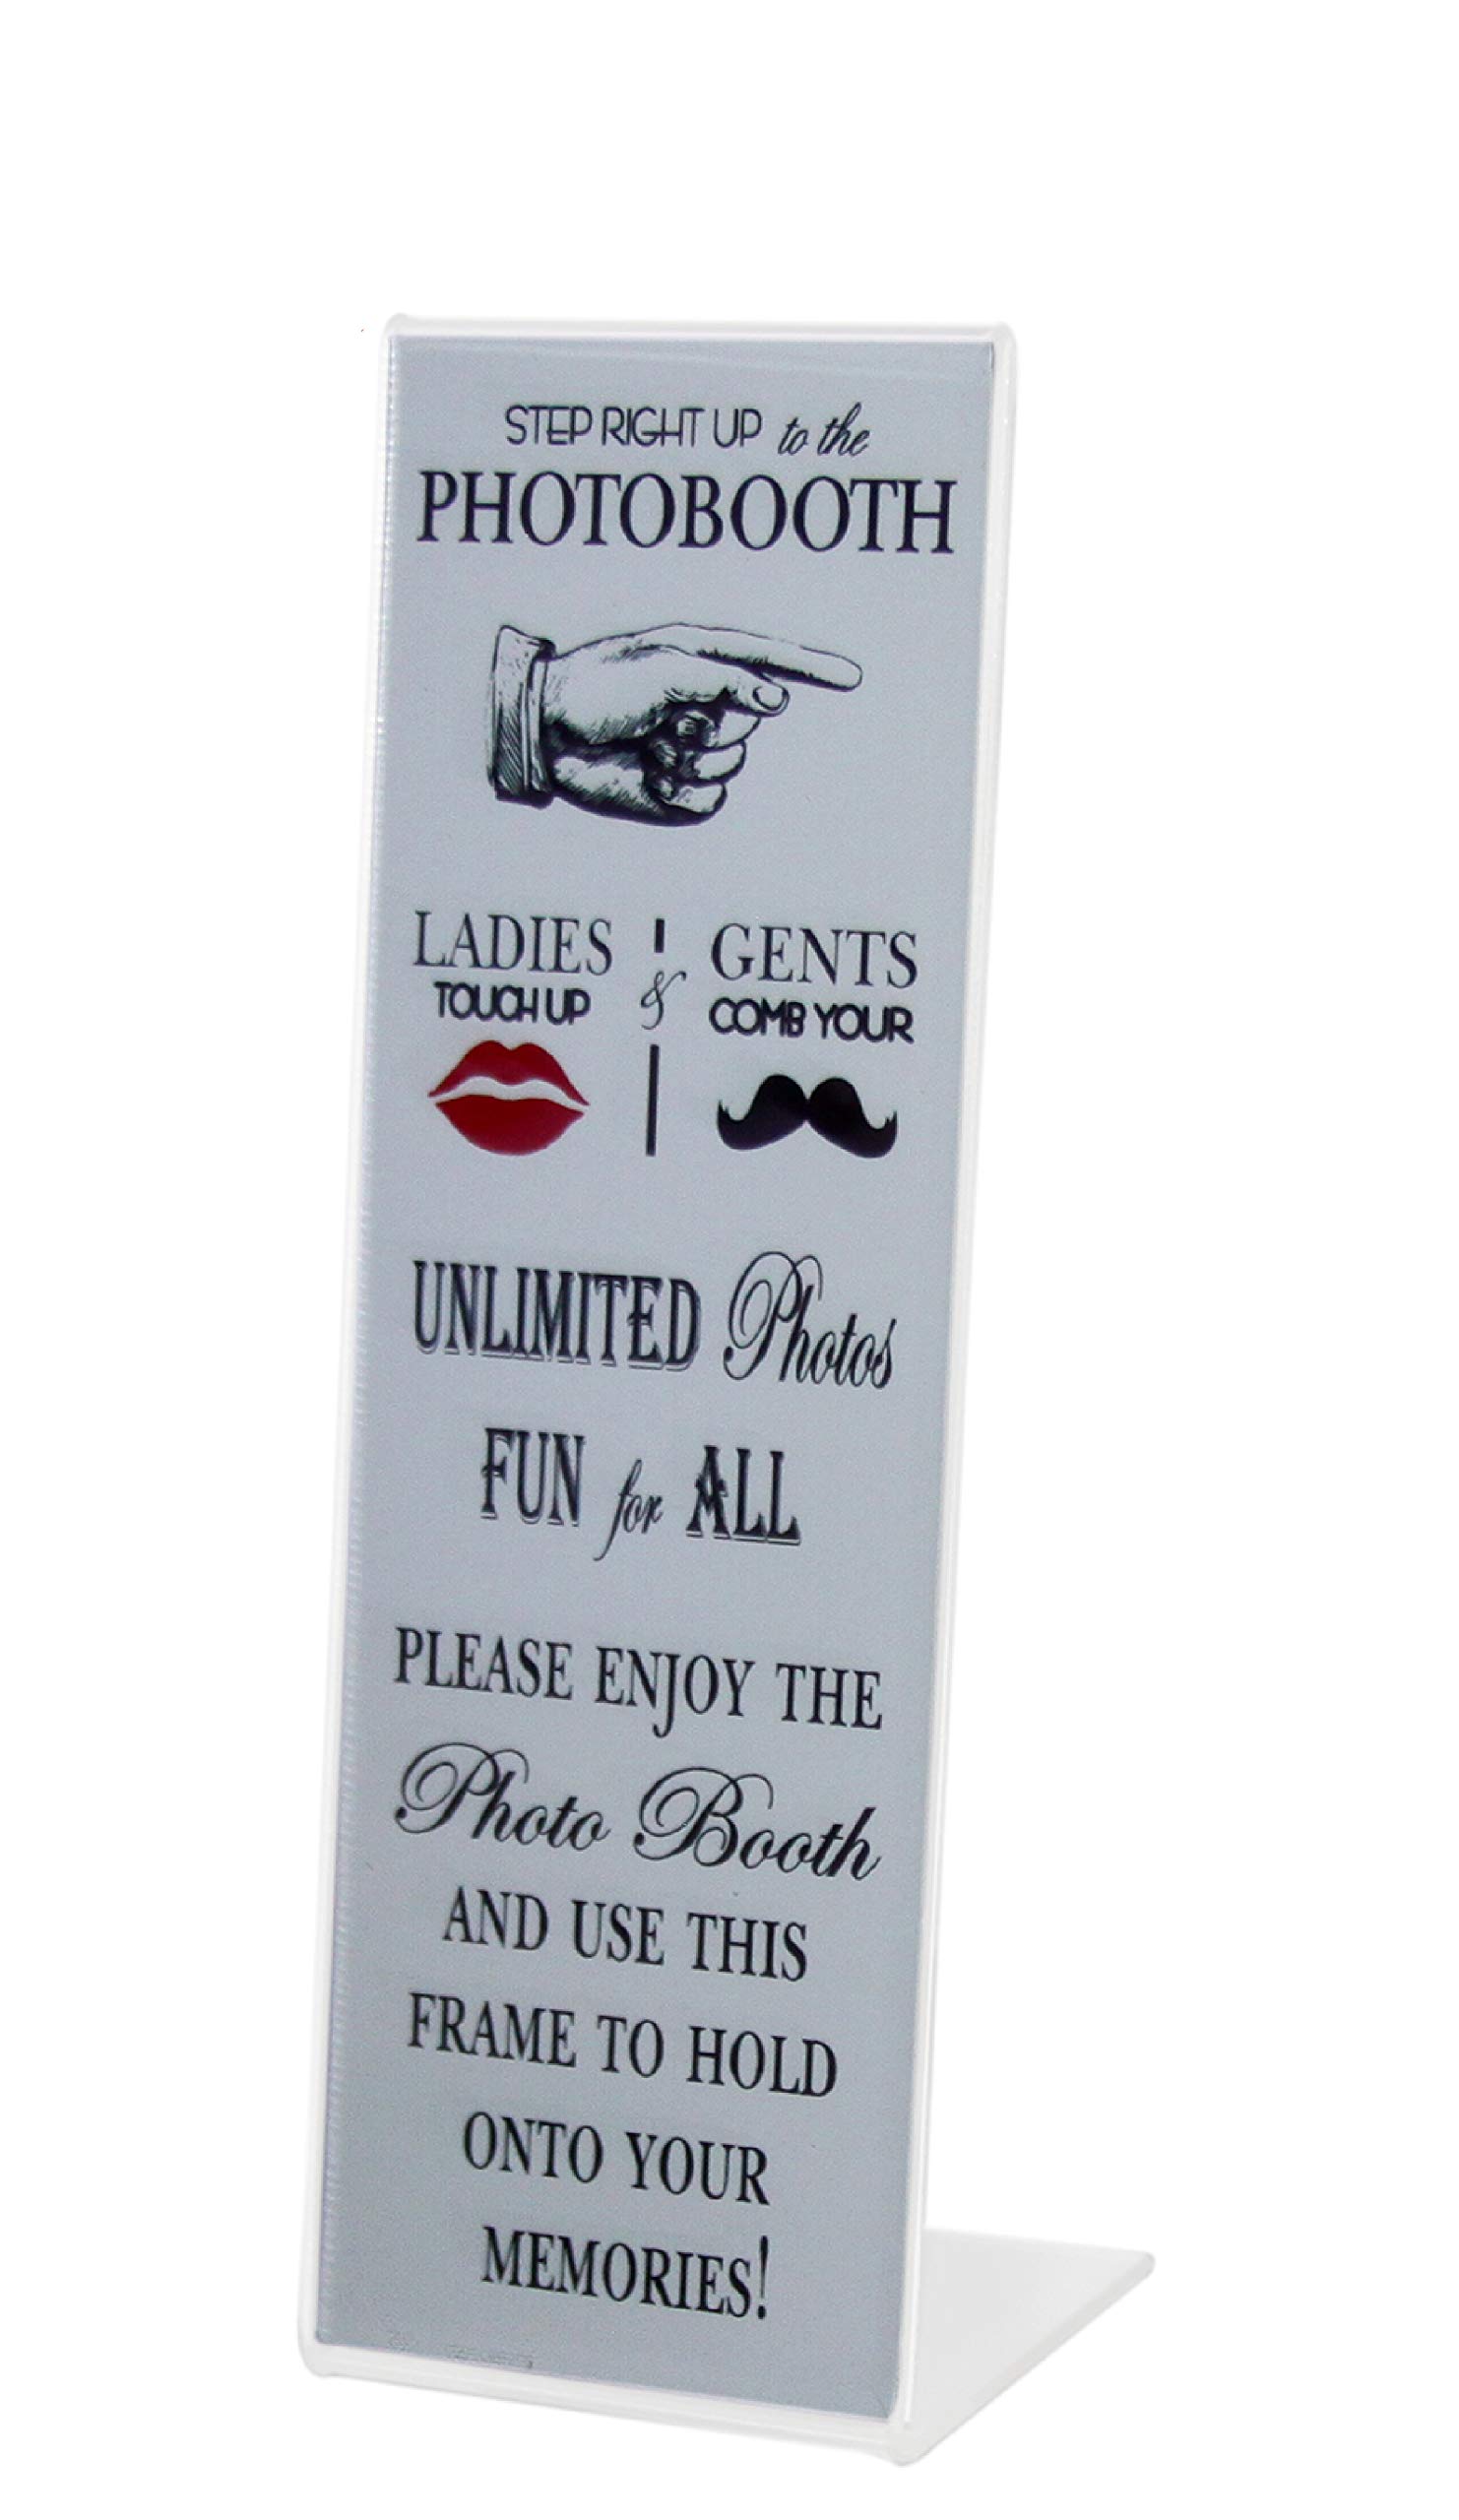 STEP RIGHT UP to the
PHOTOBOOTH
LADIES & GENTS
TOUCH UP COMB YOUR
UNLIMITED Photos
FUN for ALL
PLEASE ENJOY THE
Photo Booth
AND USE THIS
FRAME TO HOLD
ONTO YOUR
MEMORIES!